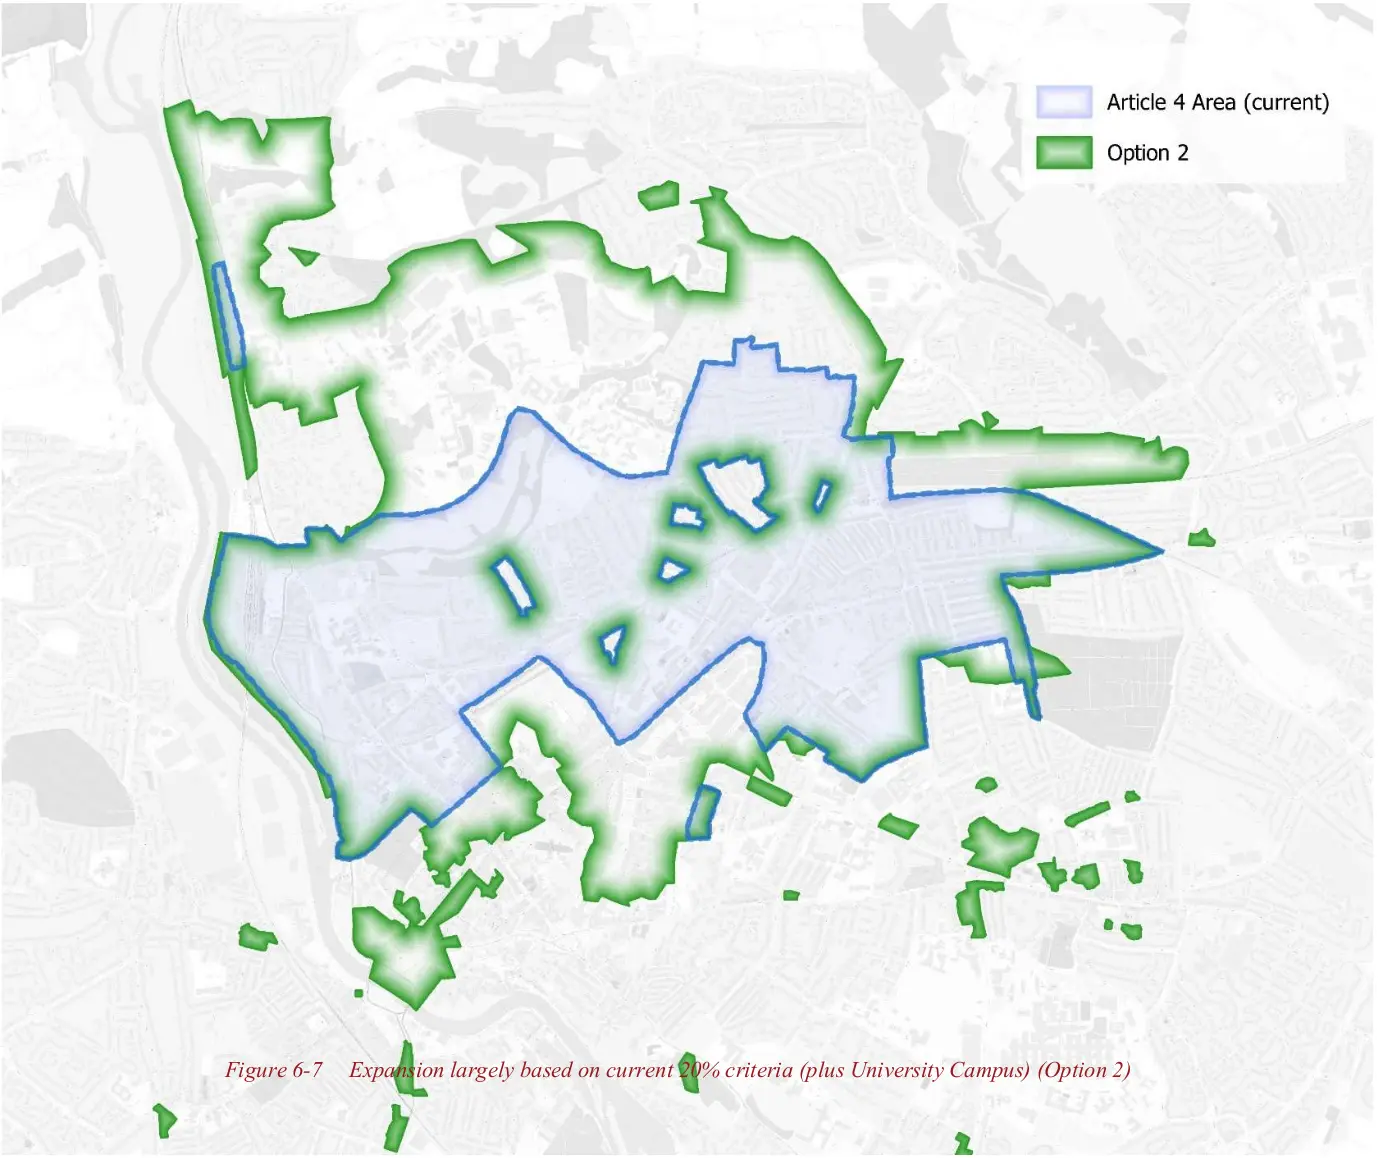 Article 4 Area (current)
Option 2
Figure 6-7 Expansion largely based on current 20% criteria (plus University Campus) (Option 2)